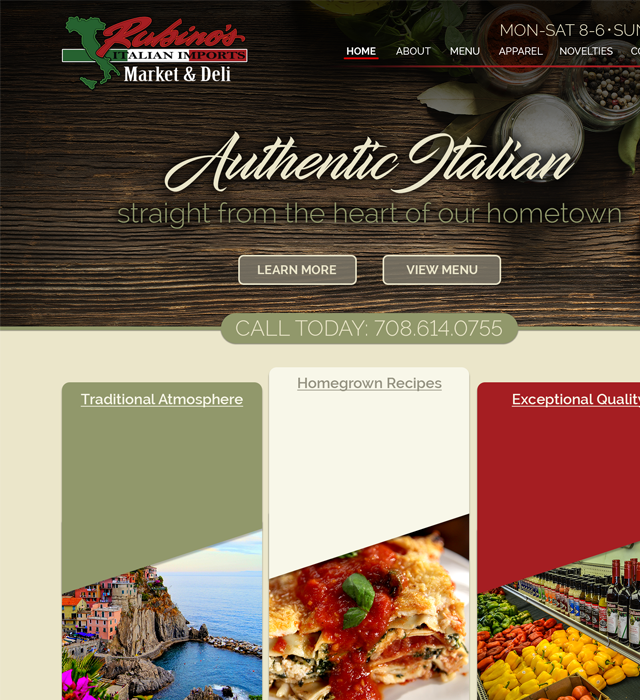 Rubino's
ITALIAN IMPORTS
Market & Deli
MON-SAT 8-6 • SUN
HOME ABOUT MENU APPAREL NOVELTIES CO
Authentic Italian
straight from the heart of our hometown
LEARN MORE VIEW MENU
CALL TODAY: 708.614.0755
Traditional Atmosphere
Homegrown Recipes
Exceptional Quality